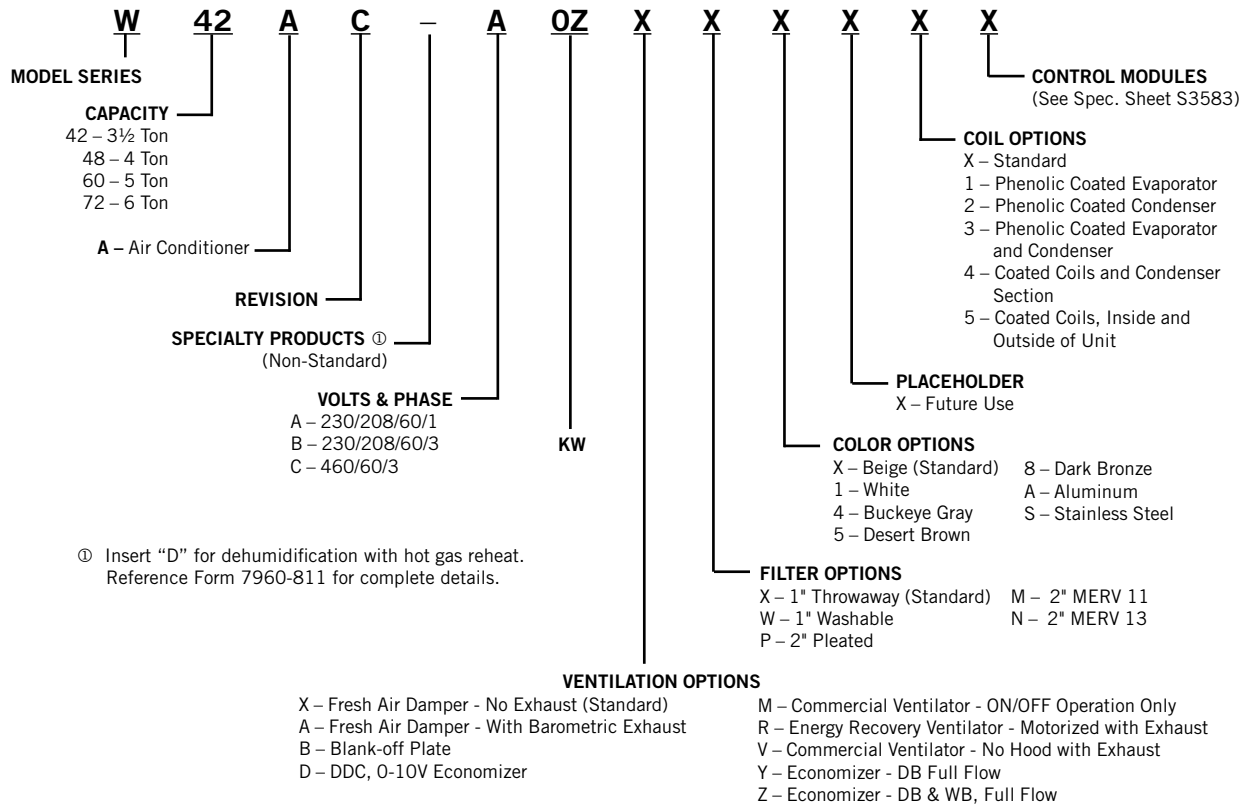 W 42 A C – A 0Z X X X X X X
MODEL SERIES
CAPACITY
42 – 3½ Ton
48 – 4 Ton
60 – 5 Ton
72 – 6 Ton
A – Air Conditioner
REVISION
SPECIALTY PRODUCTS ①
(Non-Standard)
VOLTS & PHASE
A – 230/208/60/1
B – 230/208/60/3
C – 460/60/3
KW
① Insert “D” for dehumidification with hot gas reheat.
Reference Form 7960-811 for complete details.
CONTROL MODULES
(See Spec. Sheet S3583)
COIL OPTIONS
X – Standard
1 – Phenolic Coated Evaporator
2 – Phenolic Coated Condenser
3 – Phenolic Coated Evaporator
and Condenser
4 – Coated Coils and Condenser
Section
5 – Coated Coils, Inside and
Outside of Unit
PLACEHOLDER
X – Future Use
COLOR OPTIONS
X – Beige (Standard)
1 – White
4 – Buckeye Gray
5 – Desert Brown
8 – Dark Bronze
A – Aluminum
S – Stainless Steel
FILTER OPTIONS
X – 1" Throwaway (Standard)
W – 1" Washable
P – 2" Pleated
M – 2" MERV 11
N – 2" MERV 13
VENTILATION OPTIONS
X – Fresh Air Damper - No Exhaust (Standard)
A – Fresh Air Damper - With Barometric Exhaust
B – Blank-off Plate
D – DDC, 0-10V Economizer
M – Commercial Ventilator - ON/OFF Operation Only
R – Energy Recovery Ventilator - Motorized with Exhaust
V – Commercial Ventilator - No Hood with Exhaust
Y – Economizer - DB Full Flow
Z – Economizer - DB & WB, Full Flow